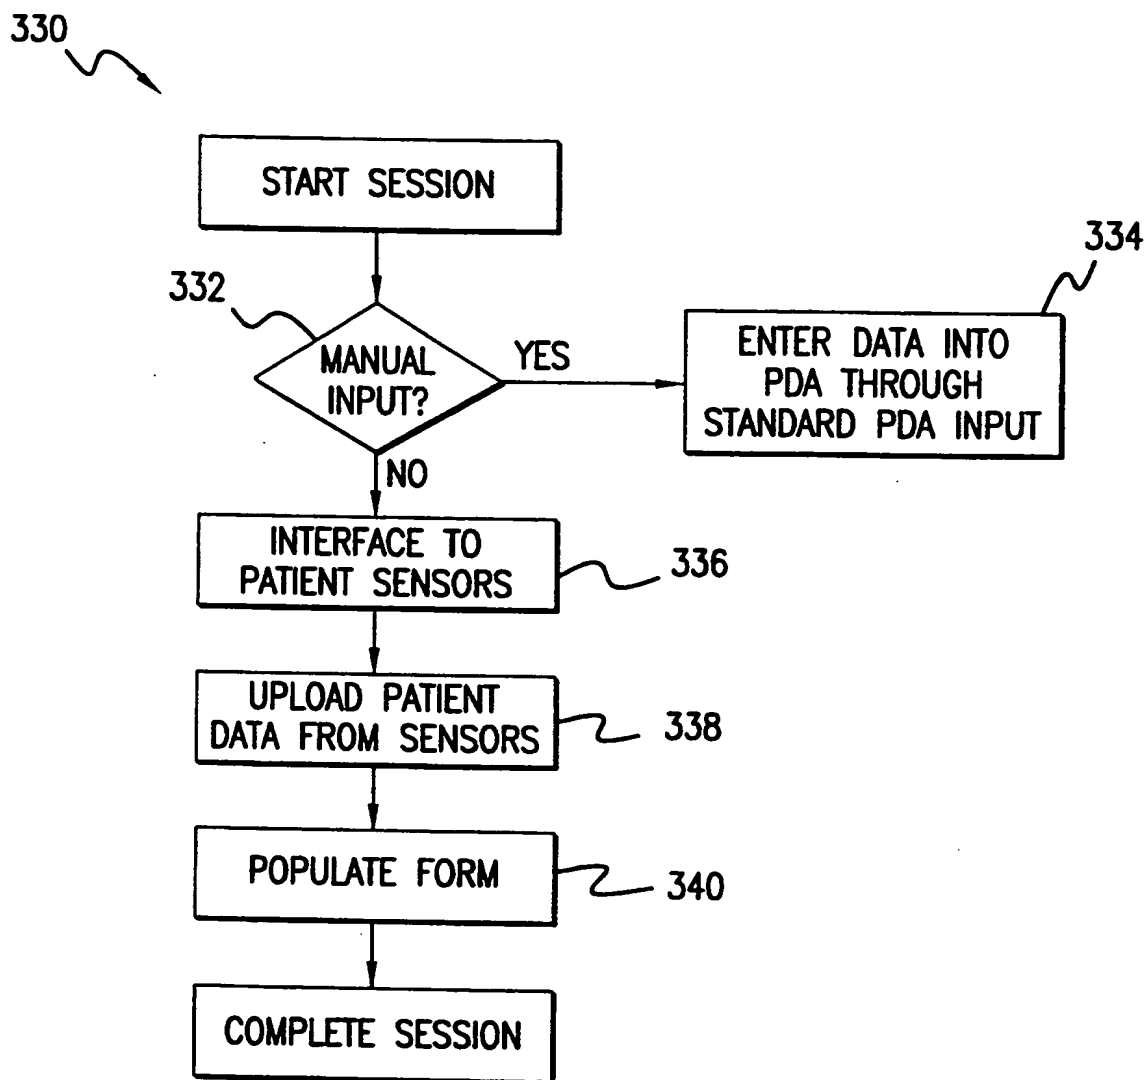 330
START SESSION
332
MANUAL
INPUT?
YES
334
ENTER DATA INTO
PDA THROUGH
STANDARD PDA INPUT
NO
INTERFACE TO
PATIENT SENSORS
336
UPLOAD PATIENT
DATA FROM SENSORS
338
POPULATE FORM
340
COMPLETE SESSION